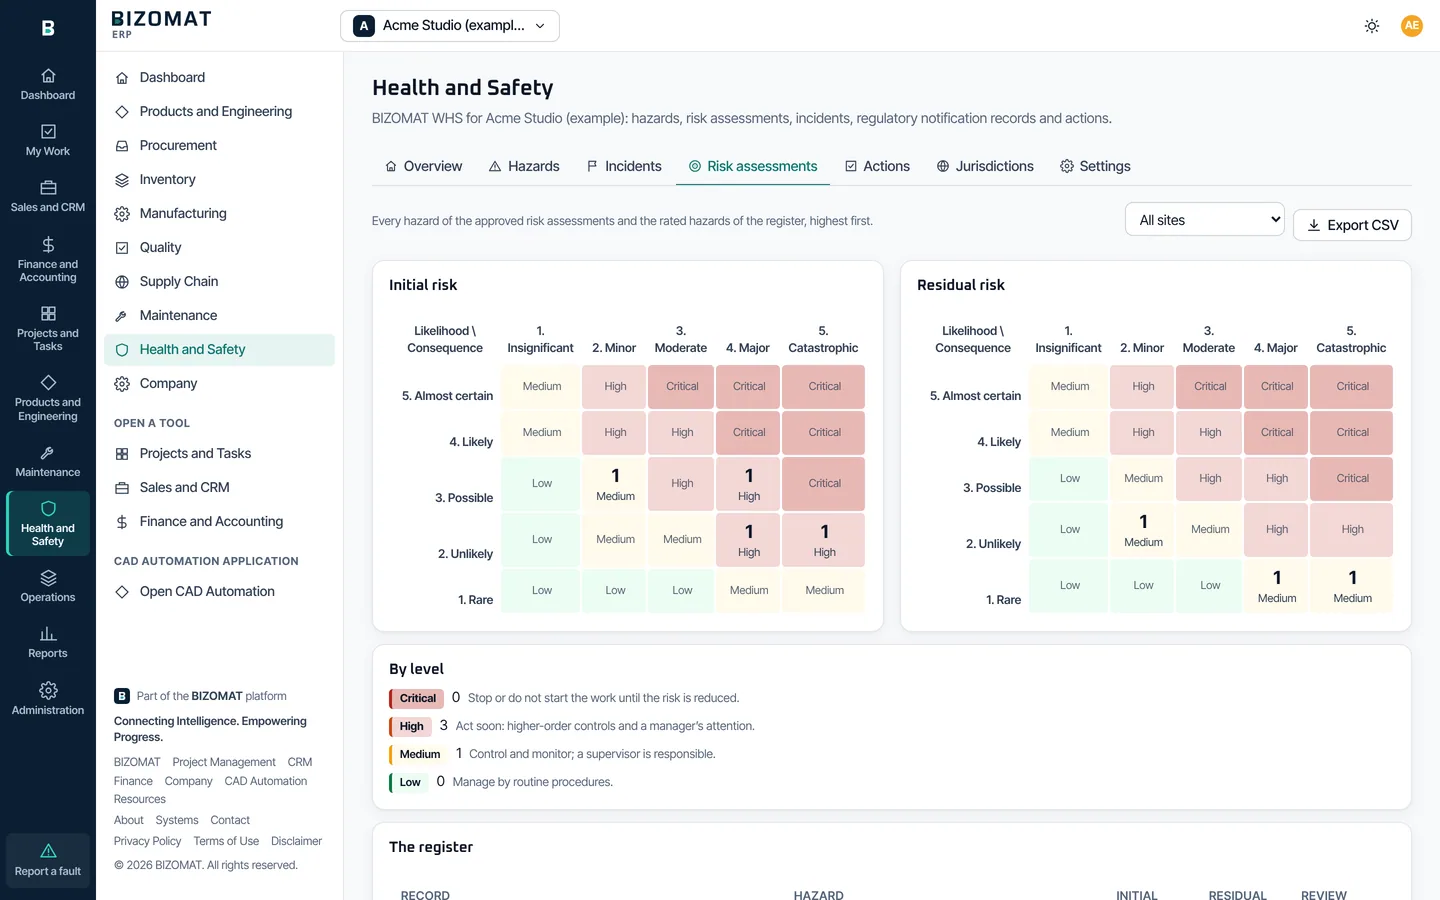 BIZOMAT
ERP
A Acme Studio (exampl...
AE
Dashboard
My Work
Sales and CRM
Finance and
Accounting
Projects and
Tasks
Products and
Engineering
Maintenance
Health and
Safety
Operations
Reports
Administration
Report a fault
Dashboard
Products and Engineering
Procurement
Inventory
Manufacturing
Quality
Supply Chain
Maintenance
Health and Safety
Company
OPEN A TOOL
Projects and Tasks
Sales and CRM
Finance and Accounting
CAD AUTOMATION APPLICATION
Open CAD Automation
B Part of the BIZOMAT platform
Connecting Intelligence. Empowering
Progress.
BIZOMAT Project Management CRM
Finance Company CAD Automation
Resources
About Systems Contact
Privacy Policy Terms of Use Disclaimer
© 2026 BIZOMAT. All rights reserved.
Health and Safety
BIZOMAT WHS for Acme Studio (example): hazards, risk assessments, incidents, regulatory notification records and actions.
Overview Hazards Incidents Risk assessments Actions Jurisdictions Settings
Every hazard of the approved risk assessments and the rated hazards of the register, highest first.
All sites
Export CSV
Initial risk
Likelihood \ 1. 3. 5.
Consequence Insignificant 2. Minor Moderate 4. Major Catastrophic
5. Almost certain Medium High Critical Critical Critical
4. Likely Medium High High Critical Critical
1 1
3. Possible Low Medium High High Critical
1 1
2. Unlikely Low Medium Medium High High
1. Rare Low Low Low Medium Medium
Residual risk
Likelihood \ 1. 3. 5.
Consequence Insignificant 2. Minor Moderate 4. Major Catastrophic
5. Almost certain Medium High Critical Critical Critical
4. Likely Medium High High Critical Critical
3. Possible Low Medium High High Critical
1
2. Unlikely Low Medium Medium High High
1 1
1. Rare Low Low Low Medium Medium
By level
Critical 0 Stop or do not start the work until the risk is reduced.
High 3 Act soon: higher-order controls and a manager's attention.
Medium 1 Control and monitor; a supervisor is responsible.
Low 0 Manage by routine procedures.
The register
RECORD HAZARD INITIAL RESIDUAL REVIEW